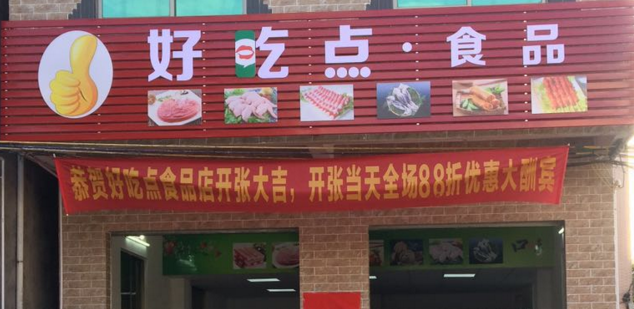 好吃点·食品
恭贺好吃点食品店开张大吉，开张当天全场88折优惠大酬宾
口